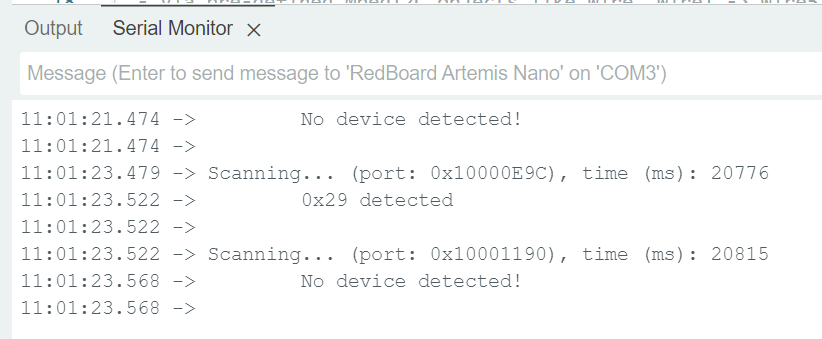 Output Serial Monitor ×
Message (Enter to send message to 'RedBoard Artemis Nano' on 'COM3')
11:01:21.474 -> No device detected!
11:01:21.474 ->
11:01:23.479 -> Scanning... (port: 0x10000E9C), time (ms): 20776
11:01:23.522 -> 0x29 detected
11:01:23.522 ->
11:01:23.522 -> Scanning... (port: 0x10001190), time (ms): 20815
11:01:23.568 -> No device detected!
11:01:23.568 ->